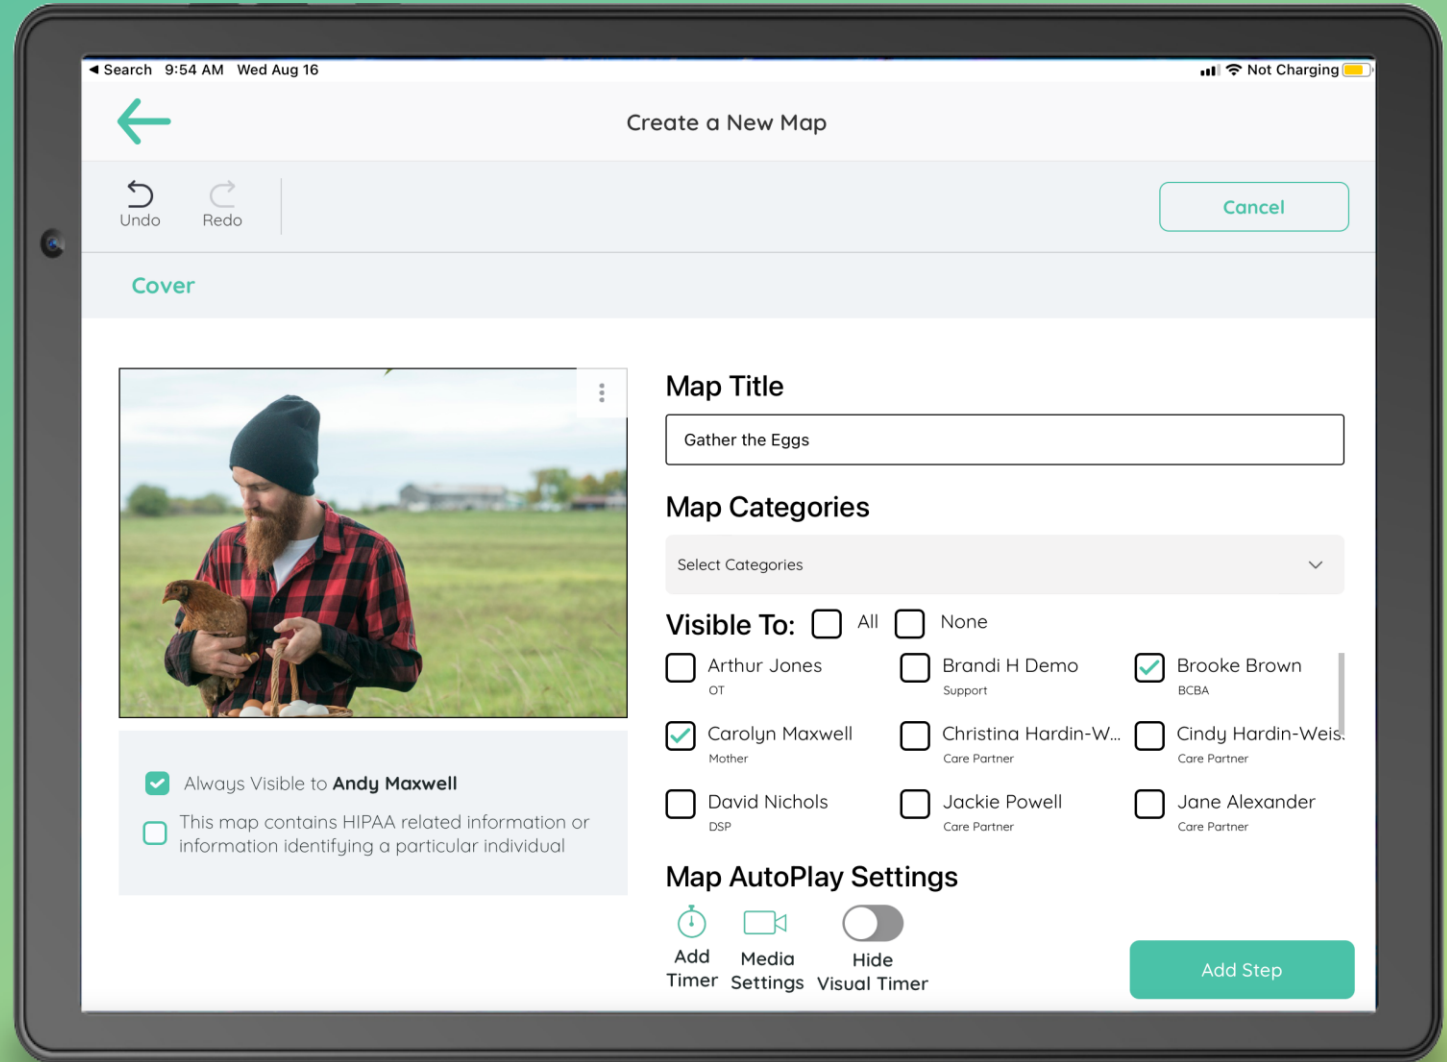 ◄ Search 9:54 AM Wed Aug 16 Not Charging
Create a New Map
Undo Redo
Cancel
Cover
Map Title
Gather the Eggs
Map Categories
Select Categories
Visible To: All None
Arthur Jones Brandi H Demo Brooke Brown
OT Support BCBA
Carolyn Maxwell Christina Hardin-W... Cindy Hardin-Weis.
Mother Care Partner Care Partner
David Nichols Jackie Powell Jane Alexander
DSP Care Partner Care Partner
Always Visible to Andy Maxwell
This map contains HIPAA related information or
information identifying a particular individual
Map AutoPlay Settings
Add Media Hide
Timer Settings Visual Timer
Add Step